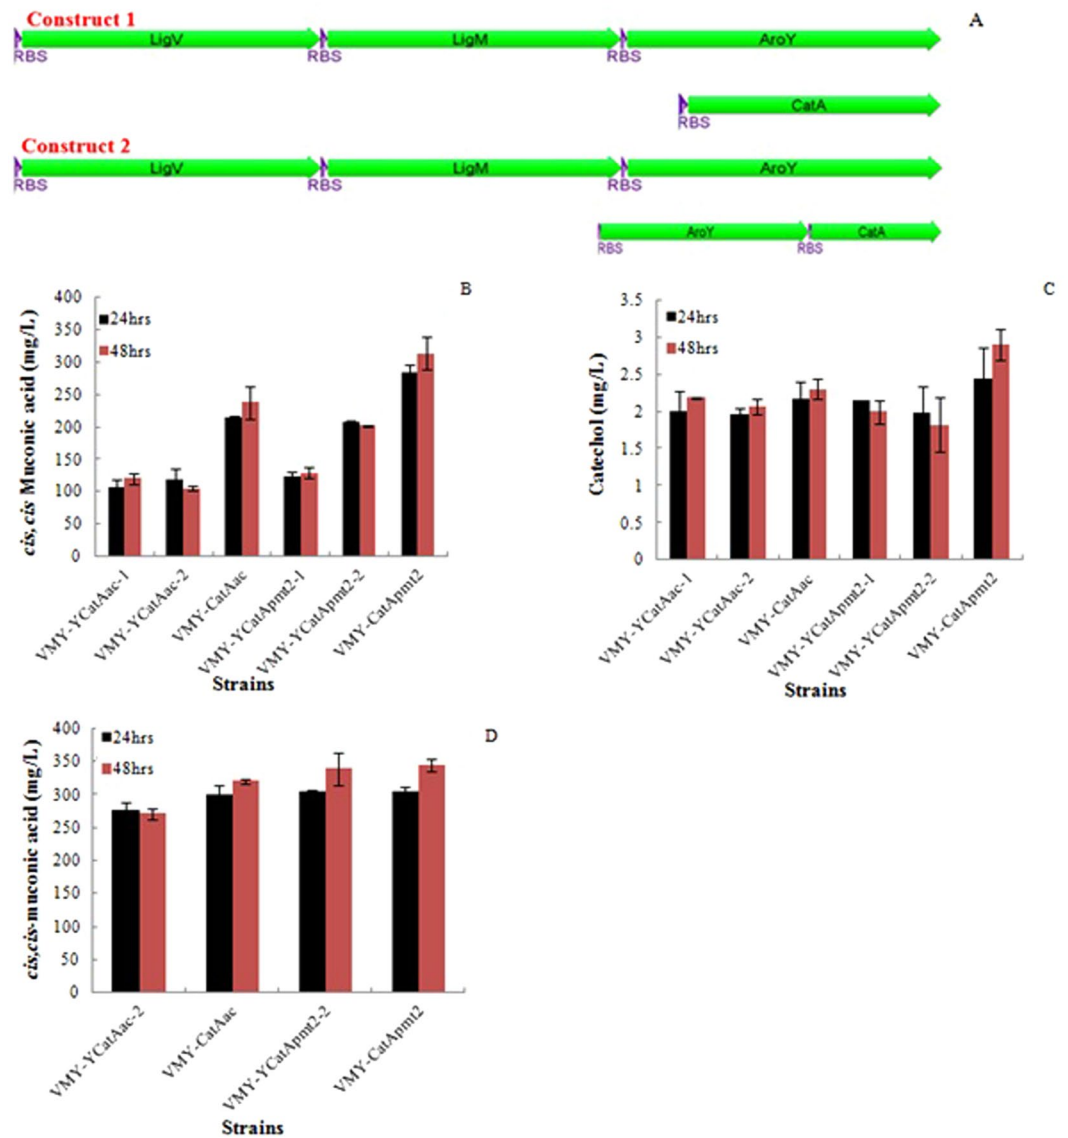 Construct 1
A
LigV
LigM
AroY
RBS
RBS
RBS
CatA
RBS
Construct 2
LigV
LigM
AroY
RBS
RBS
RBS
AroY
CatA
RBS
RBS
B
400
350
300
250
200
150
100
50
0
24hrs
48hrs
cis,cis Muconic acid (mg/L)
VMY-YCatAac-1
VMY-YCatAac-2
VMY-CatAac
VMY-YCatApmt2-1
VMY-YCatApmt2-2
VMY-CatApmt2
Strains
C
3.5
3
2.5
2
1.5
1
0.5
0
24hrs
48hrs
Catechol (mg/L)
VMY-YCatAac-1
VMY-YCatAac-2
VMY-CatAac
VMY-YCatApmt2-1
VMY-YCatApmt2-2
VMY-CatApmt2
Strains
D
400
350
300
250
200
150
100
50
0
24hrs
48hrs
cis,cis-muconic acid (mg/L)
VMY-YCatAac-2
VMY-CatAac
VMY-YCatApmt2-2
VMY-CatApmt2
Strains